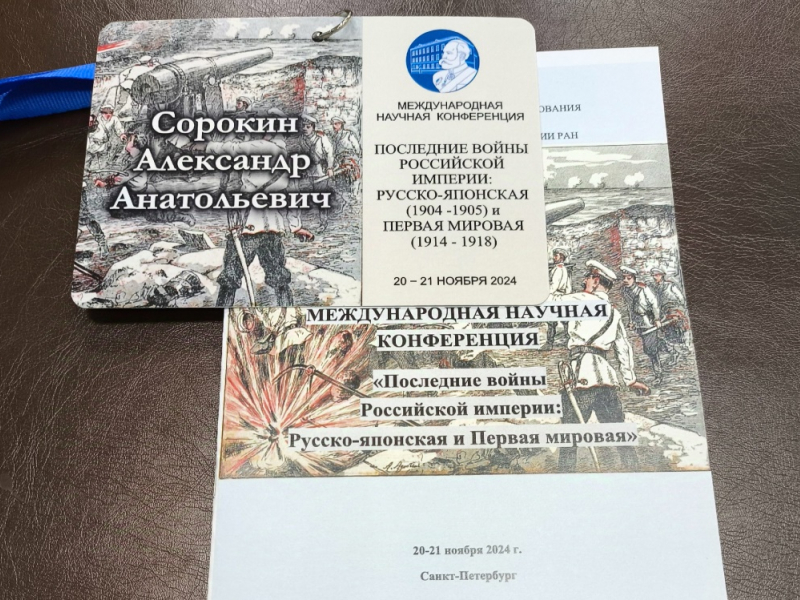 Сорокин
Александр
Анатольевич
МЕЖДУНАРОДНАЯ
НАУЧНАЯ КОНФЕРЕНЦИЯ
ПОСЛЕДНИЕ ВОЙНЫ
РОССИЙСКОЙ
ИМПЕРИИ:
РУССКО-ЯПОНСКАЯ
(1904 -1905) и
ПЕРВАЯ МИРОВАЯ
(1914 - 1918)
20 – 21 НОЯБРЯ 2024
ОВАНИЯ
ИИ РАН
МЕЖДУНАРОДНАЯ НАУЧНАЯ
КОНФЕРЕНЦИЯ
«Последние войны
Российской империи:
Русско-японская и Первая мировая»
20-21 ноября 2024 г.
Санкт-Петербург